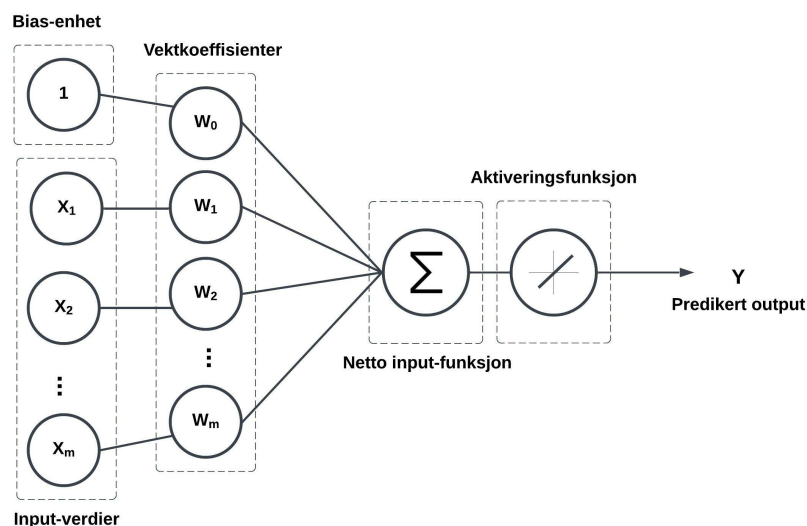 Bias-enhet
Vektkoeffisienter
1
W₀
Aktiveringsfunksjon
X₁
W₁
Σ
X₂
W₂
Y
Predikert output
⋮
⋮
Netto input-funksjon
Xₘ
Wₘ
Input-verdier